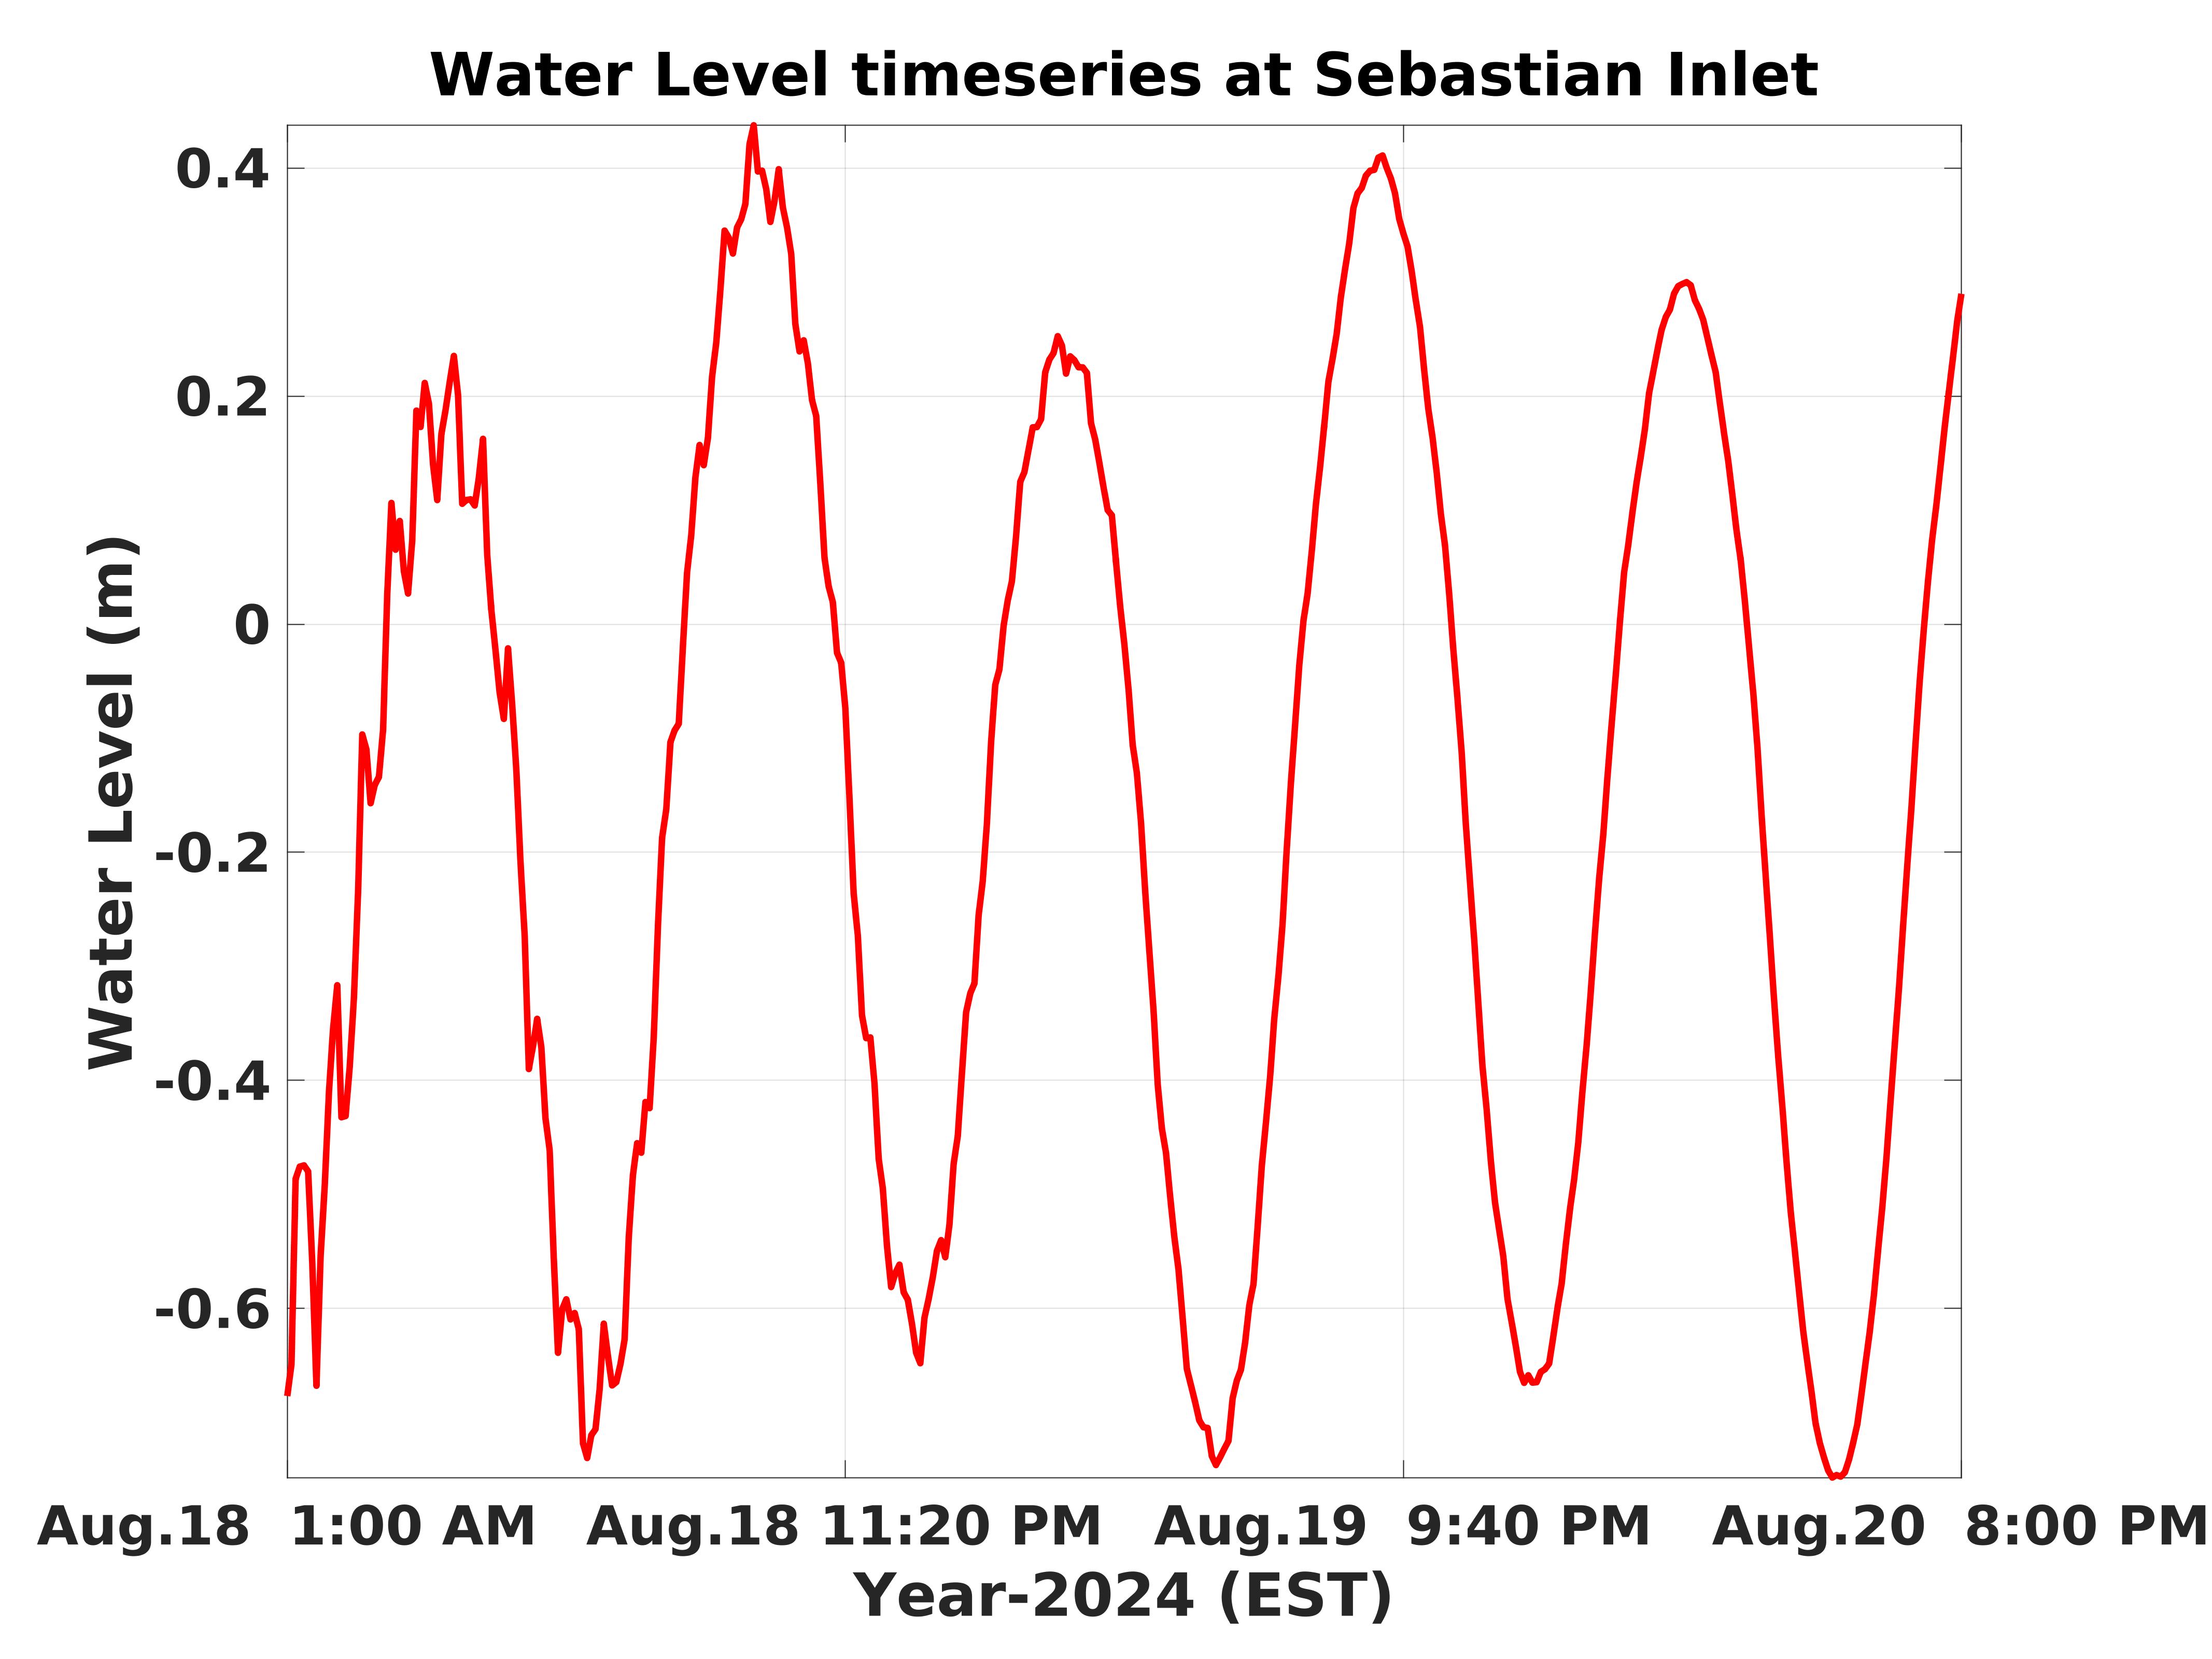 Water Level timeseries at Sebastian Inlet
0.4
0.2
0
-0.2
-0.4
-0.6
Water Level (m)
Aug.18 1:00 AM Aug.18 11:20 PM Aug.19 9:40 PM Aug.20 8:00 PM
Year-2024 (EST)